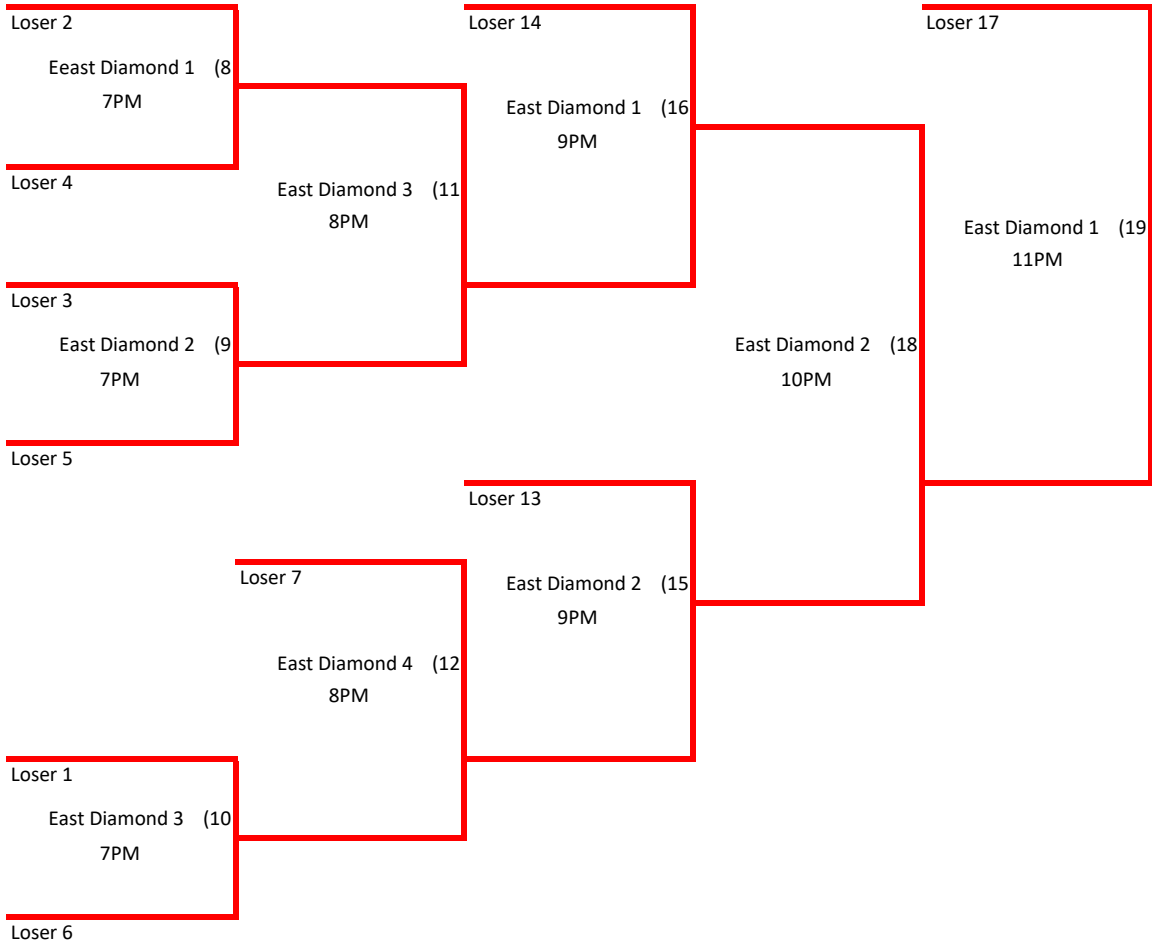 Loser 2
Loser 14
Loser 17
Eeast Diamond 1 (8
7PM
East Diamond 1 (16
9PM
Loser 4
East Diamond 3 (11
8PM
East Diamond 1 (19
11PM
Loser 3
East Diamond 2 (9
7PM
East Diamond 2 (18
10PM
Loser 5
Loser 13
Loser 7
East Diamond 2 (15
9PM
East Diamond 4 (12
8PM
Loser 1
East Diamond 3 (10
7PM
Loser 6